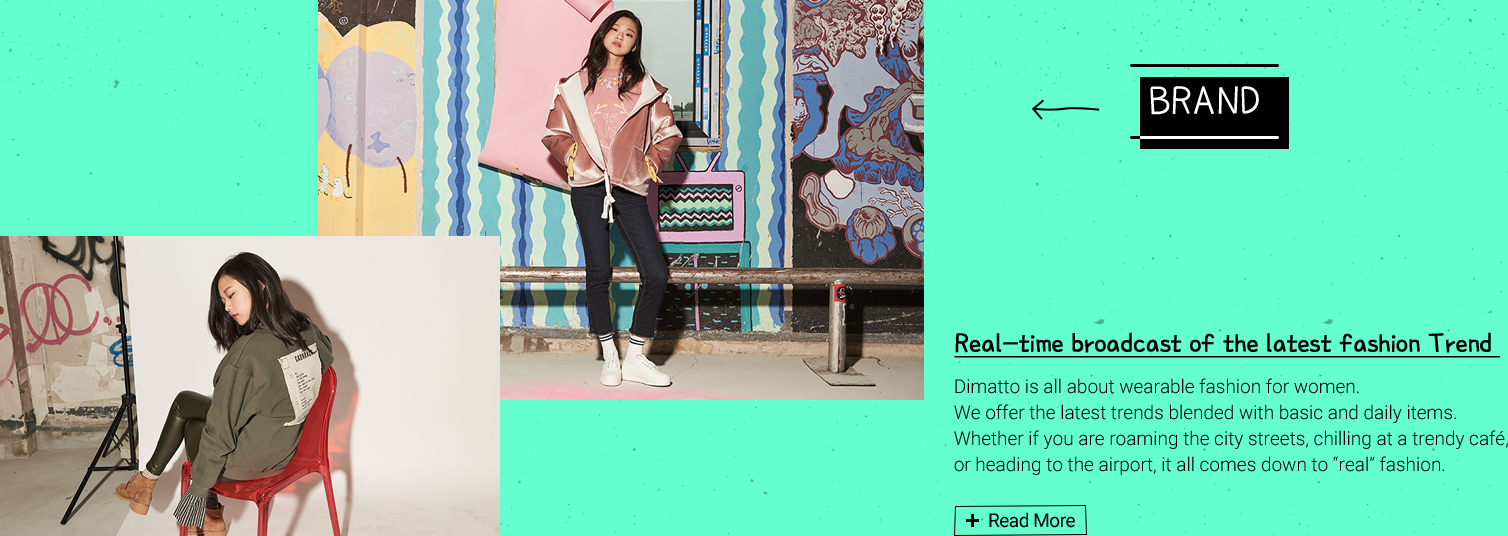 BRAND
Real-time broadcast of the latest fashion Trend
Dimatto is all about wearable fashion for women.
We offer the latest trends blended with basic and daily items.
Whether if you are roaming the city streets, chilling at a trendy café,
or heading to the airport, it all comes down to “real” fashion.
+ Read More